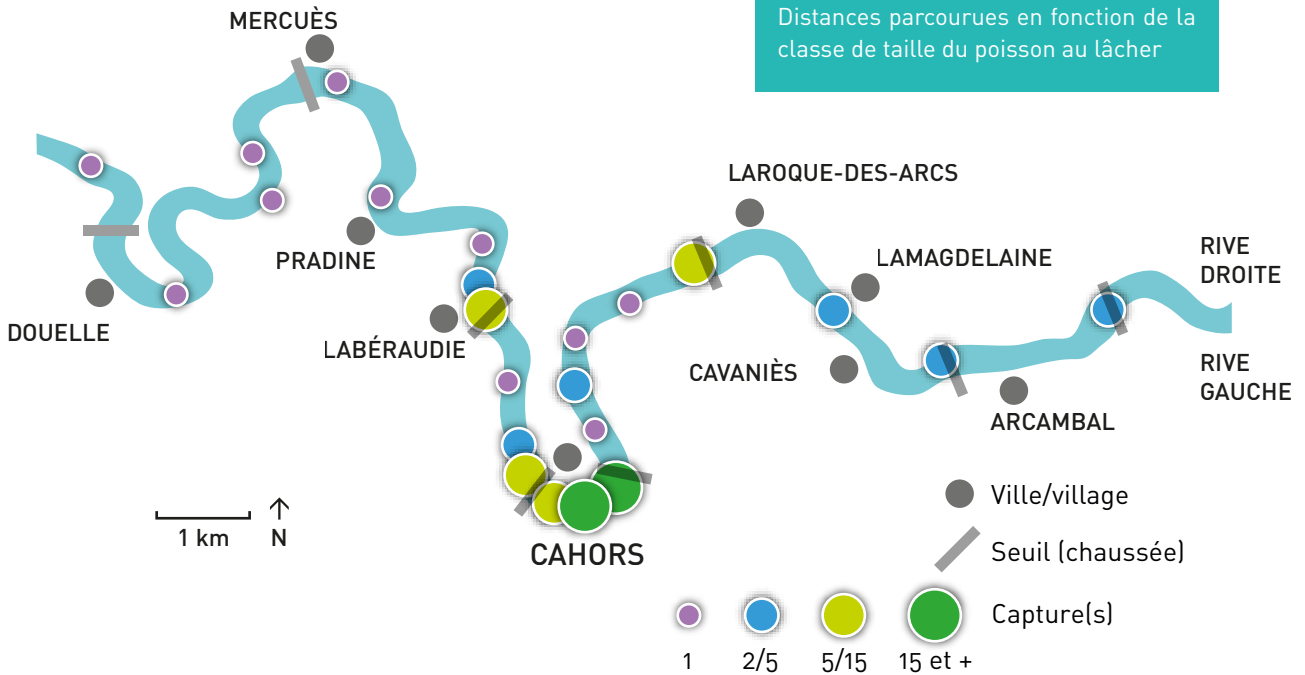 Distances parcourues en fonction de la
classe de taille du poisson au lâcher
MERCUÈS
LAROQUE-DES-ARCS
LAMAGDELAINE
RIVE
DROITE
PRADINE
DOUELLE
LABÉRAUDIE
CAVANIÈS
RIVE
GAUCHE
ARCAMBAL
Ville/village
1 km
N
CAHORS
Seuil (chaussée)
Capture(s)
1
2/5
5/15
15 et +